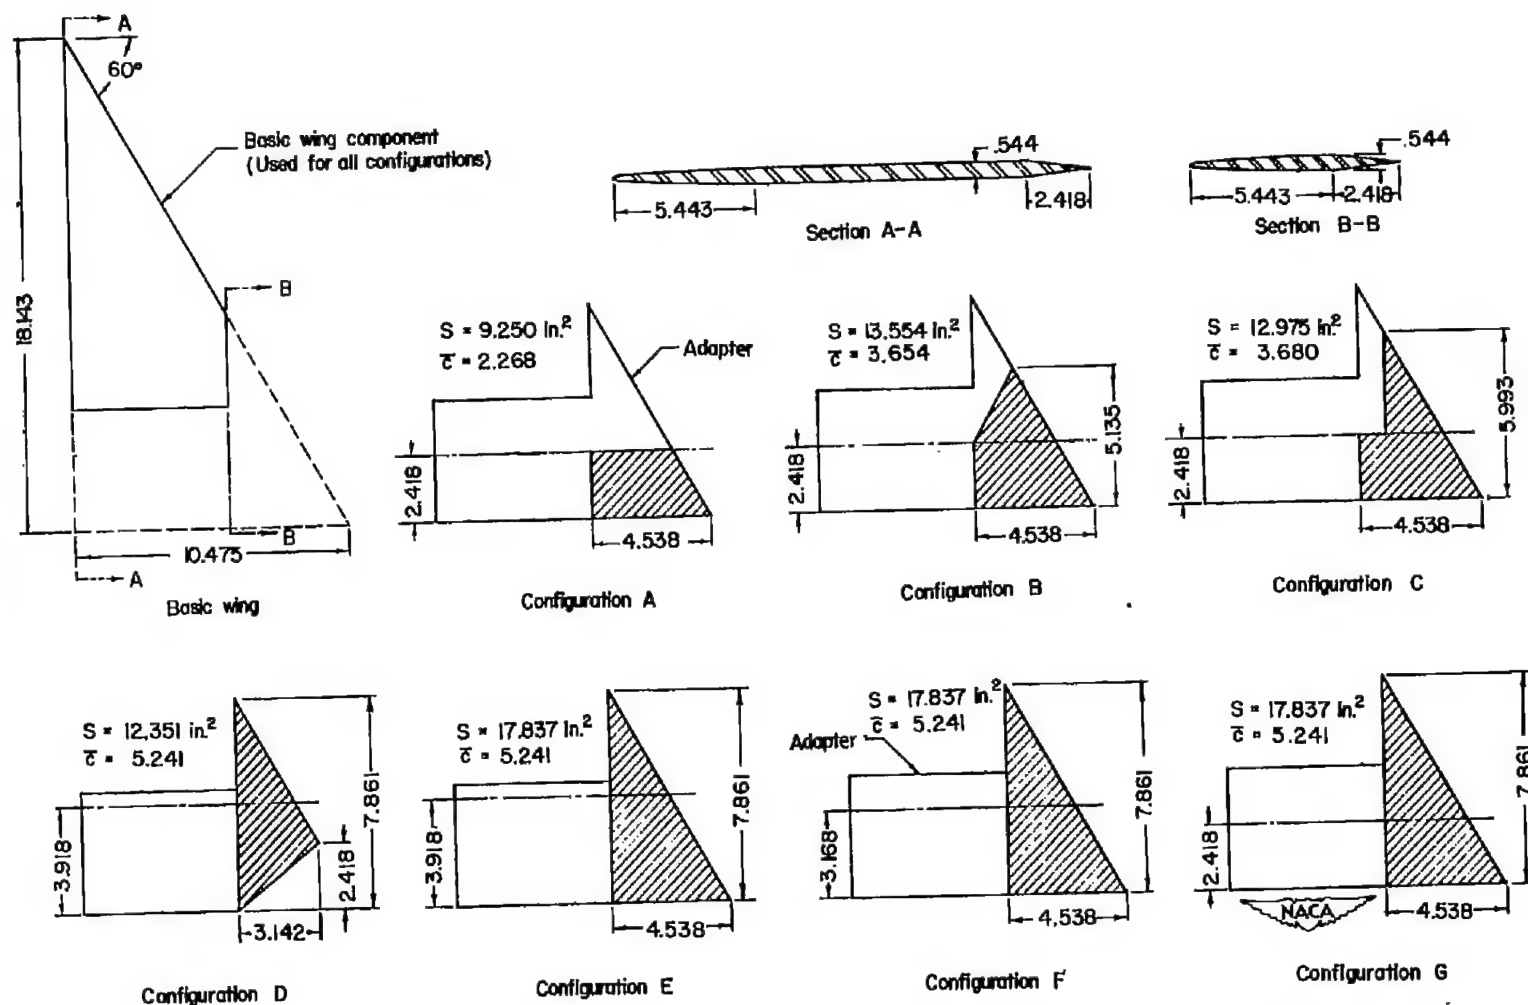 A
60°
Basic wing component
(Used for all configurations)
18.143
B
B
10.475
A
Basic wing
.544
5.443
2.418
Section A-A
.544
5.443
2.418
Section B-B
S = 9.250 in.²
c̅ = 2.268
Adapter
2.418
4.538
Configuration A
S = 13.554 in.²
c̅ = 3.654
5.135
2.418
4.538
Configuration B
S = 12.975 in.²
c̅ = 3.680
5.993
2.418
4.538
Configuration C
S = 12.351 in.²
c̅ = 5.241
7.861
3.918
2.418
3.142
Configuration D
S = 17.837 in.²
c̅ = 5.241
7.861
3.918
4.538
Configuration E
S = 17.837 in.²
c̅ = 5.241
Adapter
7.861
3.168
4.538
Configuration F
S = 17.837 in.²
c̅ = 5.241
7.861
2.418
NACA
4.538
Configuration G